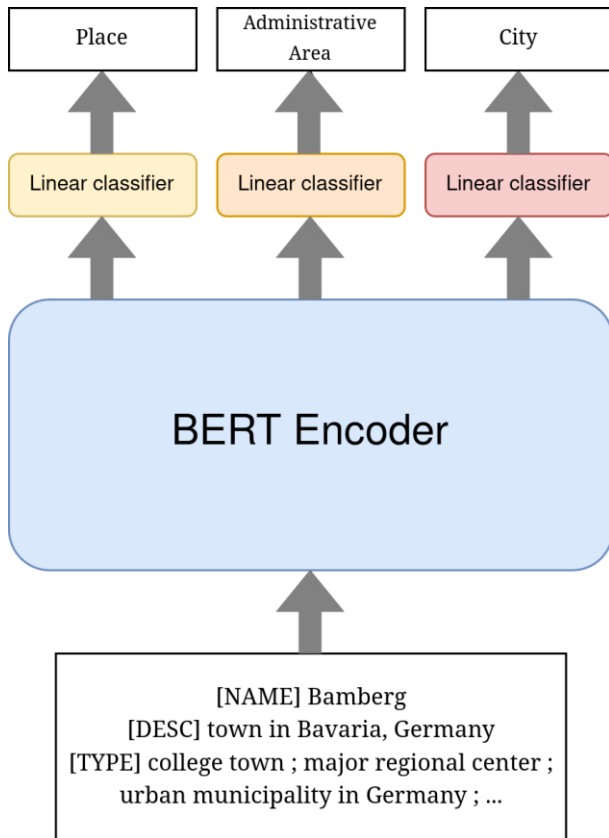 Place
Administrative
Area
City
Linear classifier
Linear classifier
Linear classifier
BERT Encoder
[NAME] Bamberg
[DESC] town in Bavaria, Germany
[TYPE] college town ; major regional center ;
urban municipality in Germany ; ...